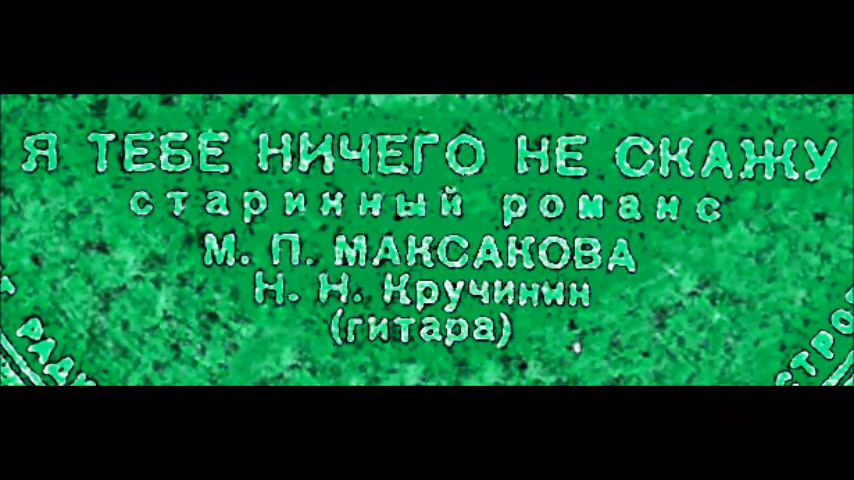 Я ТЕБЕ НИЧЕГО НЕ СКАЖУ
старинный романс
М. П. МАКСАКОВА
Н. Н. Кручинин
(гитара)